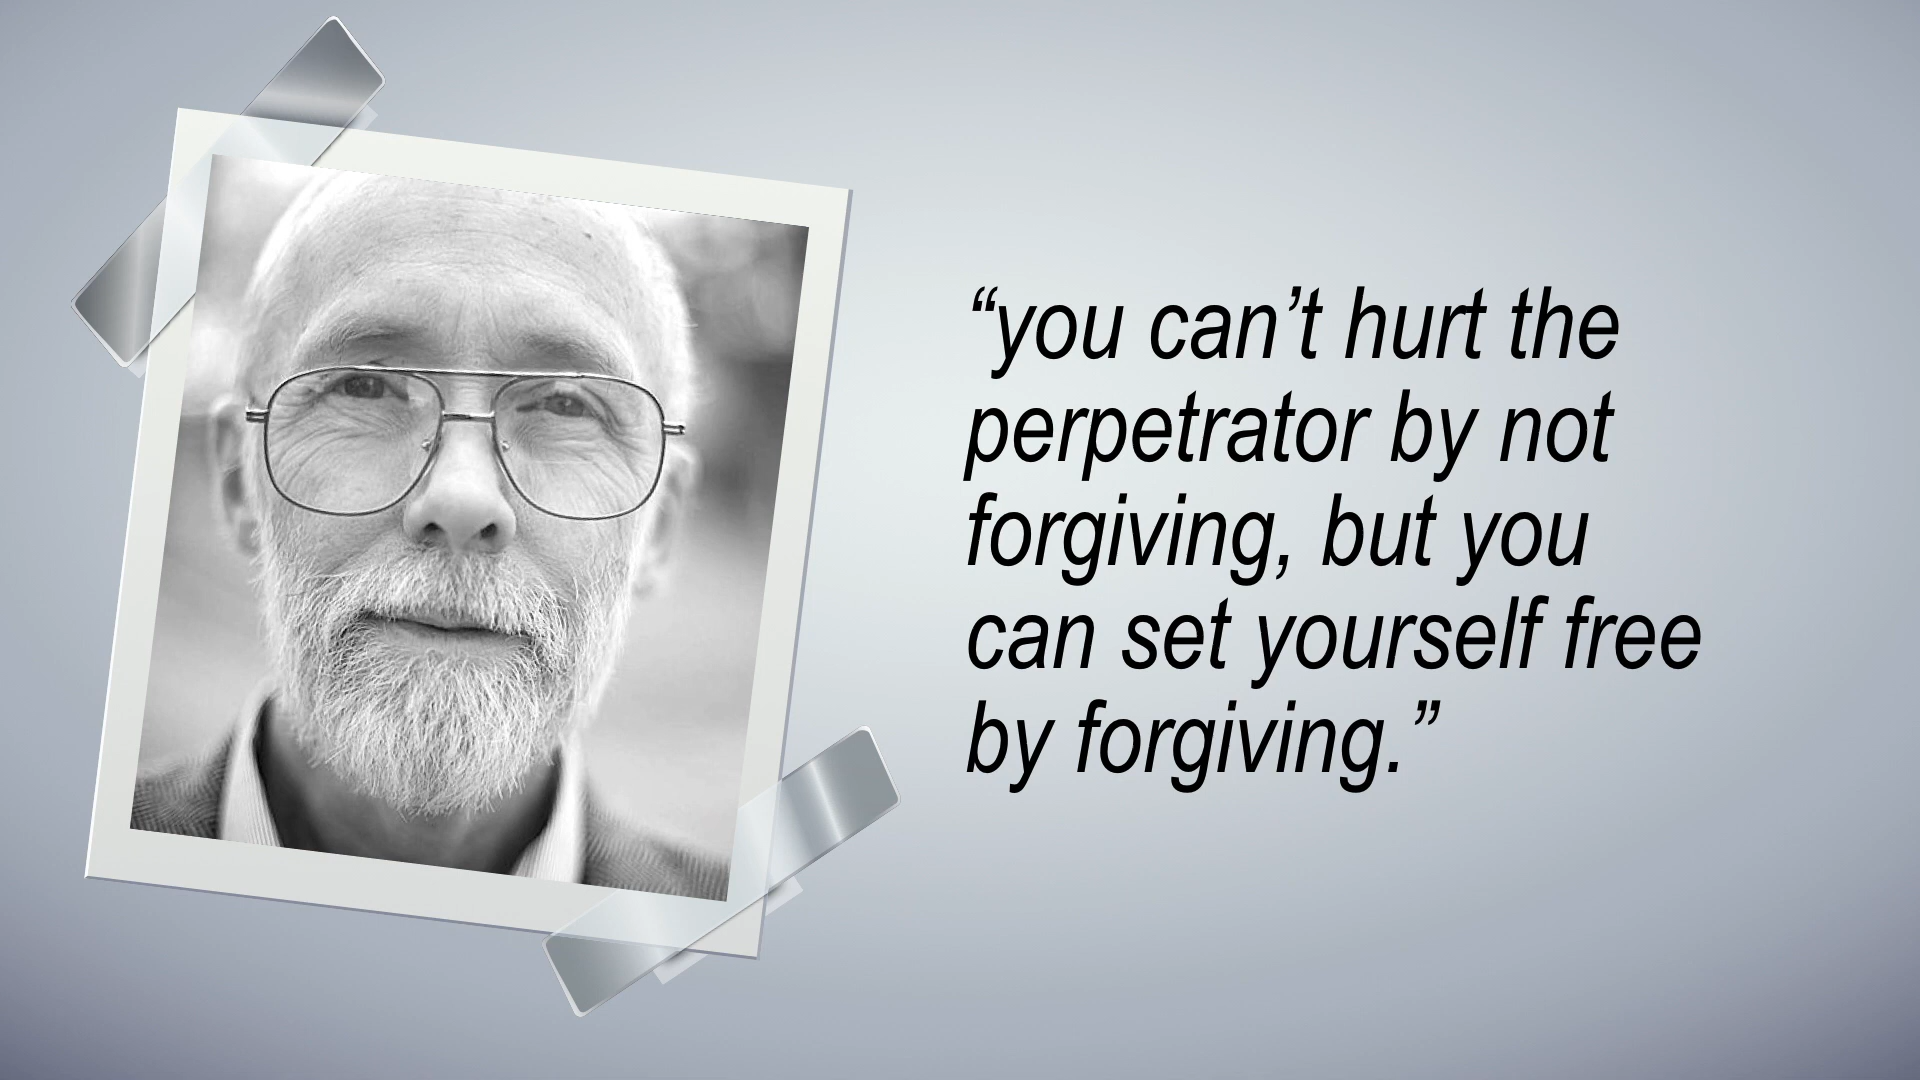 “you can’t hurt the
perpetrator by not
forgiving, but you
can set yourself free
by forgiving.”